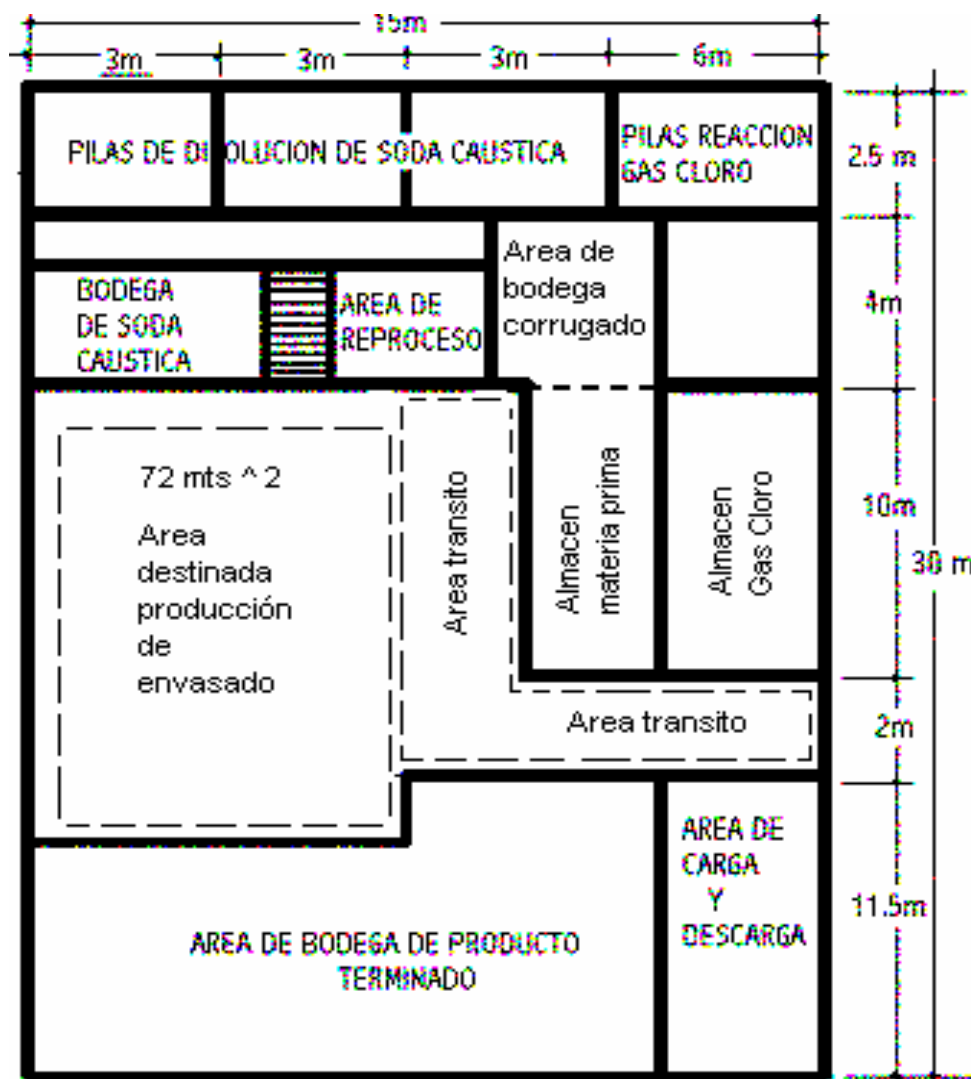 15m
3m 3m 3m 6m
PILAS DE DI OLUCION DE SODA CAUSTICA
PILAS REACCION
GAS CLORO
2.5 m
BODEGA
DE SODA
CAUSTICA
AREA DE
REPROCESO
Area de
bodega
corrugado
4m
72 mts ^ 2
Area
destinada
producción
de
envasado
Area transito
Almacen
materia prima
Almacen
Gas Cloro
10m
30 m
Area transito
2m
AREA DE BODEGA DE PRODUCTO
TERMINADO
AREA DE
CARGA
Y
DESCARGA
11.5m